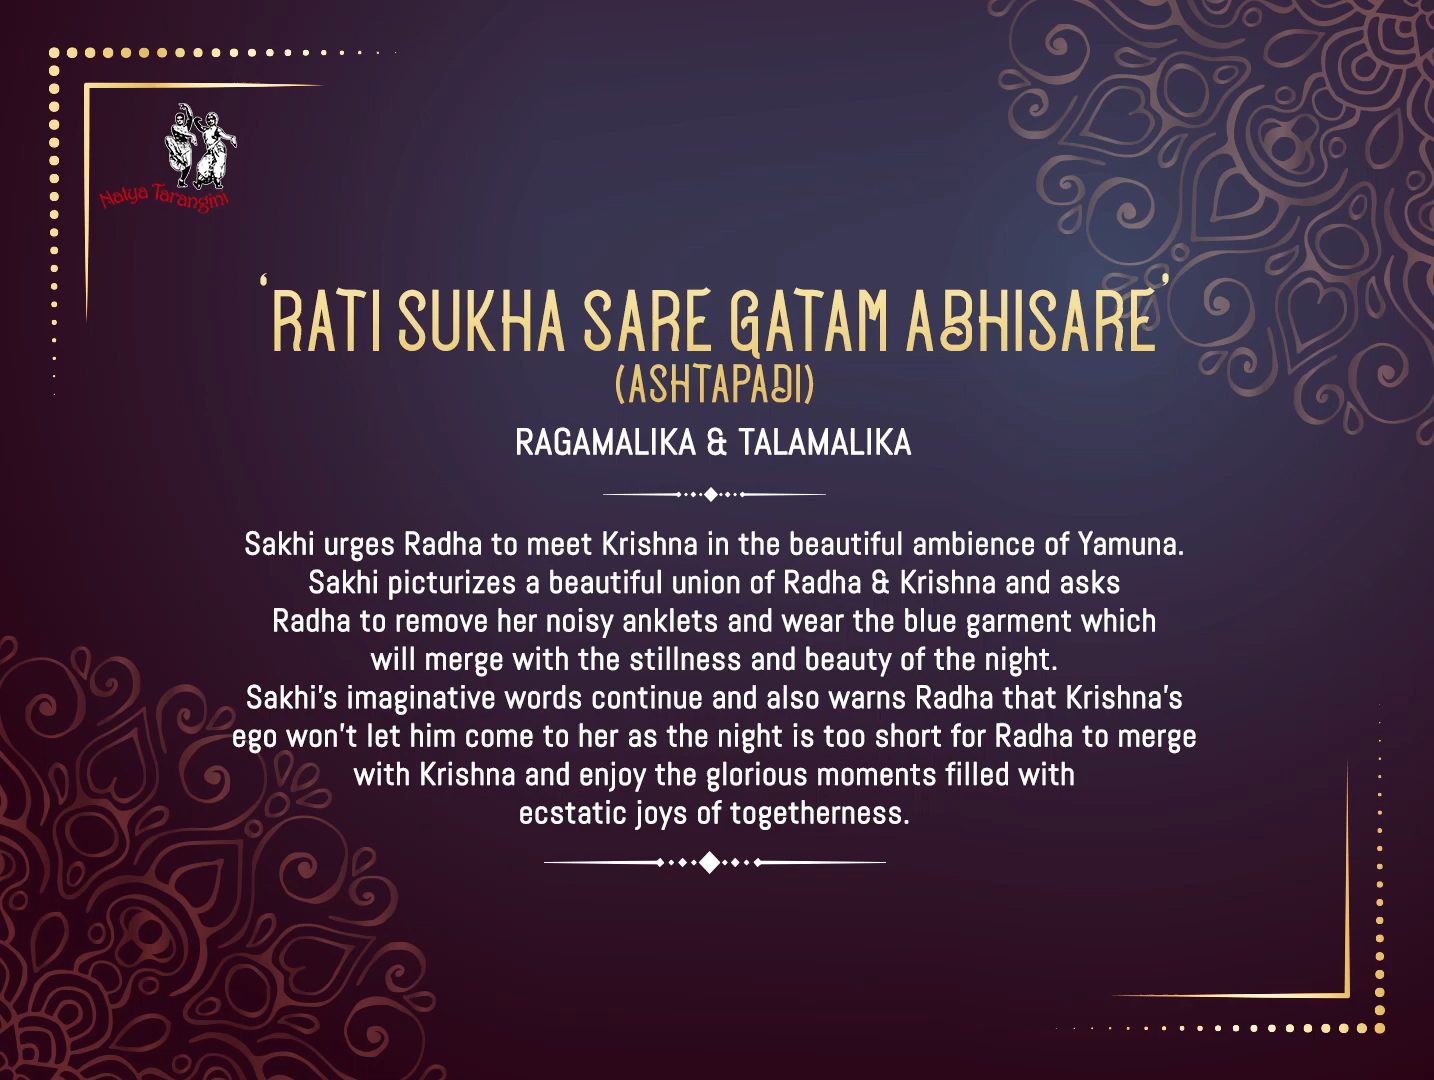 Natya Tarangini
‘RATI SUKHA SARE GATAM ABHISARE’
(ASHTAPADI)
RAGAMALIKA & TALAMALIKA
Sakhi urges Radha to meet Krishna in the beautiful ambience of Yamuna.
Sakhi picturizes a beautiful union of Radha & Krishna and asks
Radha to remove her noisy anklets and wear the blue garment which
will merge with the stillness and beauty of the night.
Sakhi's imaginative words continue and also warns Radha that Krishna's
ego won't let him come to her as the night is too short for Radha to merge
with Krishna and enjoy the glorious moments filled with
ecstatic joys of togetherness.